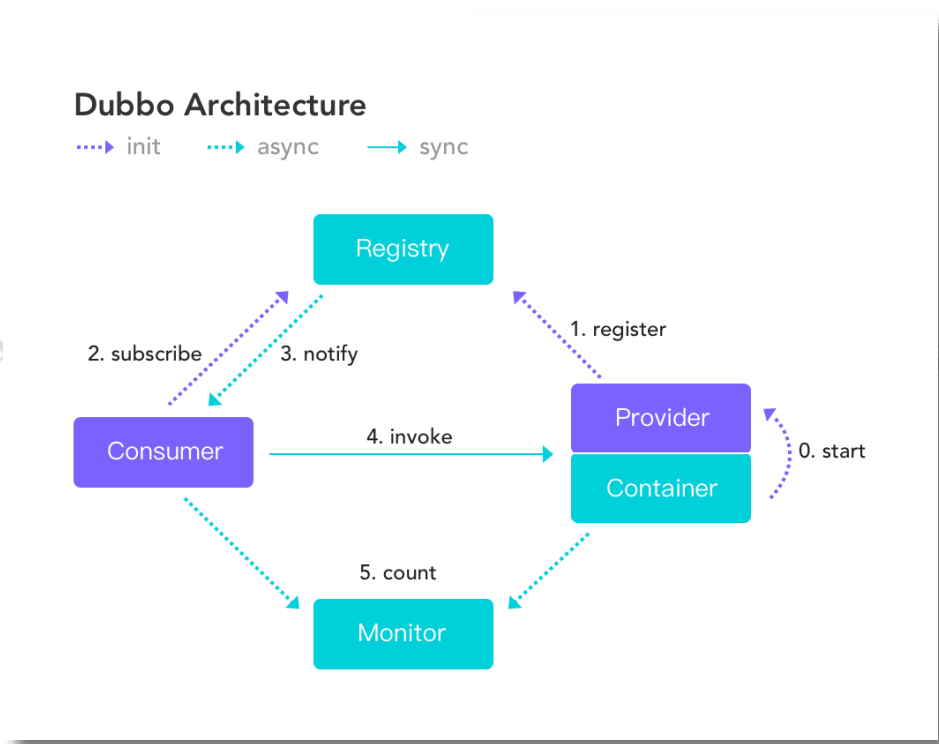 Dubbo Architecture
init async sync
Registry
1. register
2. subscribe 3. notify
Provider
4. invoke
Consumer
0. start
Container
5. count
Monitor